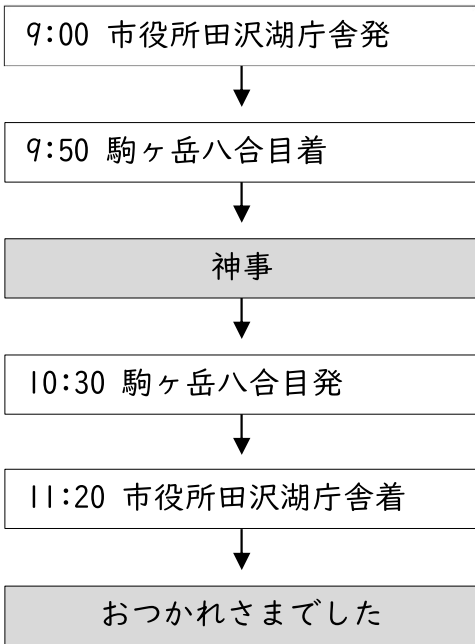 9:00 市役所田沢湖庁舎発
9:50 駒ヶ岳八合目着
神事
10:30 駒ヶ岳八合目発
11:20 市役所田沢湖庁舎着
おつかれさまでした